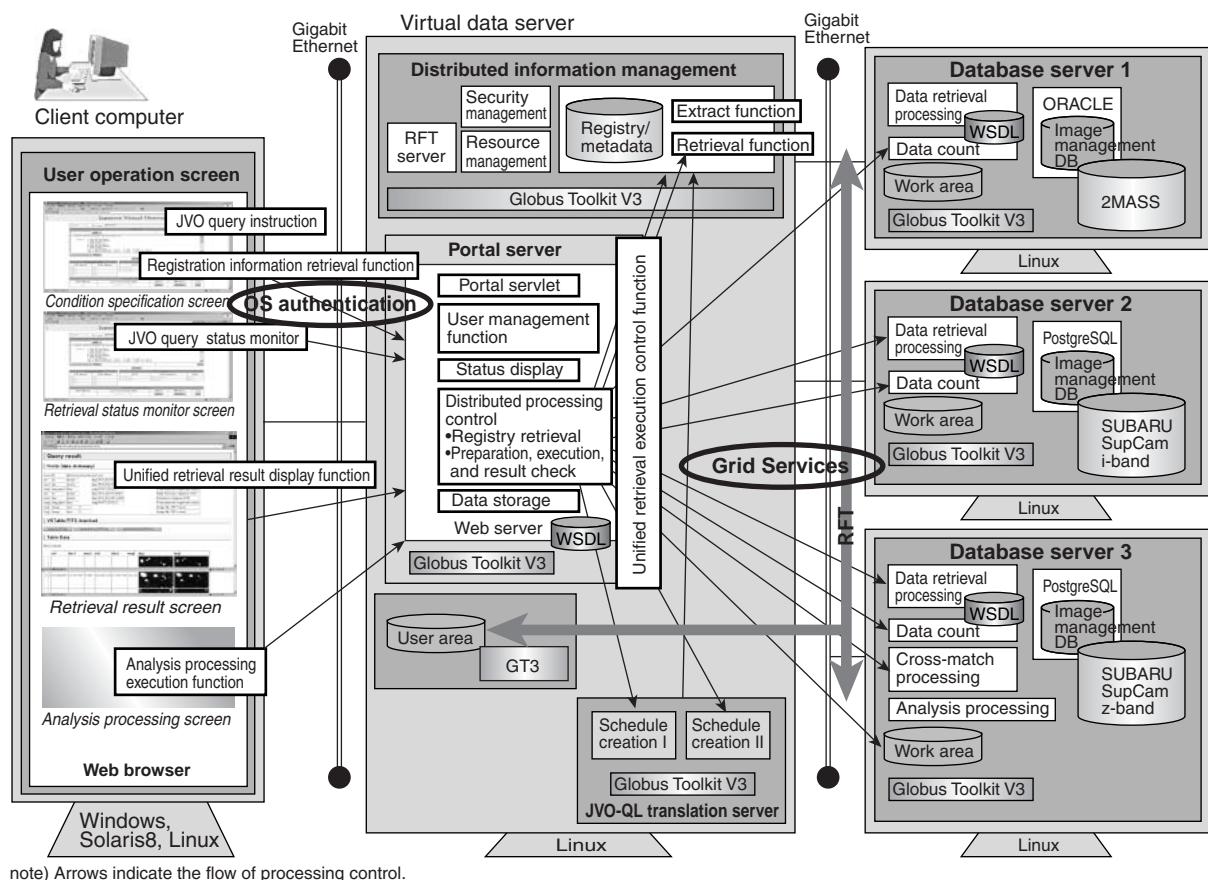 Gigabit
Ethernet
Virtual data server
Gigabit
Ethernet
Client computer
User operation screen
JVO query instruction
Registration information retrieval function
Condition specification screen
OS authentication
JVO query status monitor
Retrieval status monitor screen
Query result
Unified retrieval result display function
Retrieval result screen
Analysis processing
execution function
Analysis processing screen
Web browser
Windows,
Solaris8, Linux
Distributed information management
Security
management
RFT
server
Resource
management
Registry/
metadata
Extract function
Retrieval function
Globus Toolkit V3
Portal server
Portal servlet
User management
function
Status display
Distributed processing
control
•Registry retrieval
•Preparation, execution,
and result check
Data storage
Web server
WSDL
Globus Toolkit V3
Unified retrieval execution control function
User area
GT3
Schedule
creation I
Schedule
creation II
Globus Toolkit V3
JVO-QL translation server
Linux
Grid Services
RFT
Database server 1
Data retrieval
processing
WSDL
Data count
Work area
Globus Toolkit V3
ORACLE
Image
management
DB
2MASS
Linux
Database server 2
Data retrieval
processing
WSDL
Data count
Work area
Globus Toolkit V3
PostgreSQL
Image
management
DB
SUBARU
SupCam
i-band
Linux
Database server 3
Data retrieval
processing
WSDL
Data count
Cross-match
processing
Analysis processing
Work area
Globus Toolkit V3
PostgreSQL
Image
management
DB
SUBARU
SupCam
z-band
Linux
note) Arrows indicate the flow of processing control.